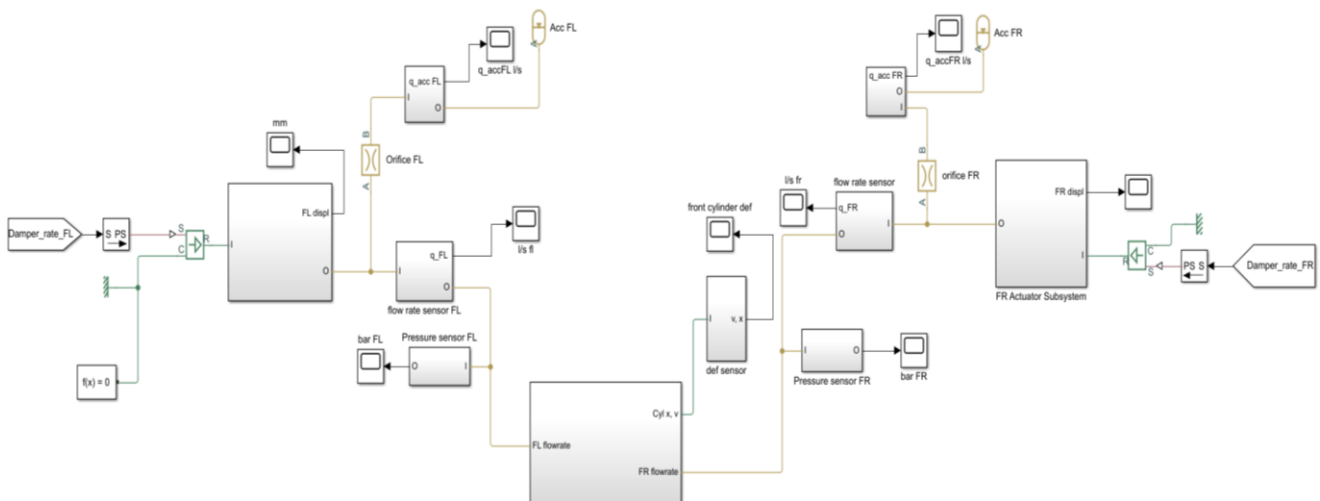 Acc FL
q_accFL l/s
q_acc FL
I
O
A
B
Orifice FL
A
mm
FL displ
I
O
Damper_rate_FL
S PS
S
C
R
f(x) = 0
q_FL
I
O
l/s fl
flow rate sensor FL
bar FL
Pressure sensor FL
O
I
FL flowrate
Cyl x, v
FR flowrate
front cylinder def
I
v, x
def sensor
l/s fr
flow rate sensor
q_FR
I
O
Pressure sensor FR
I
O
bar FR
Acc FR
q_accFR l/s
q_acc FR
O
I
A
B
orifice FR
A
FR displ
O
I
FR Actuator Subsystem
R
C
S
PS S
Damper_rate_FR